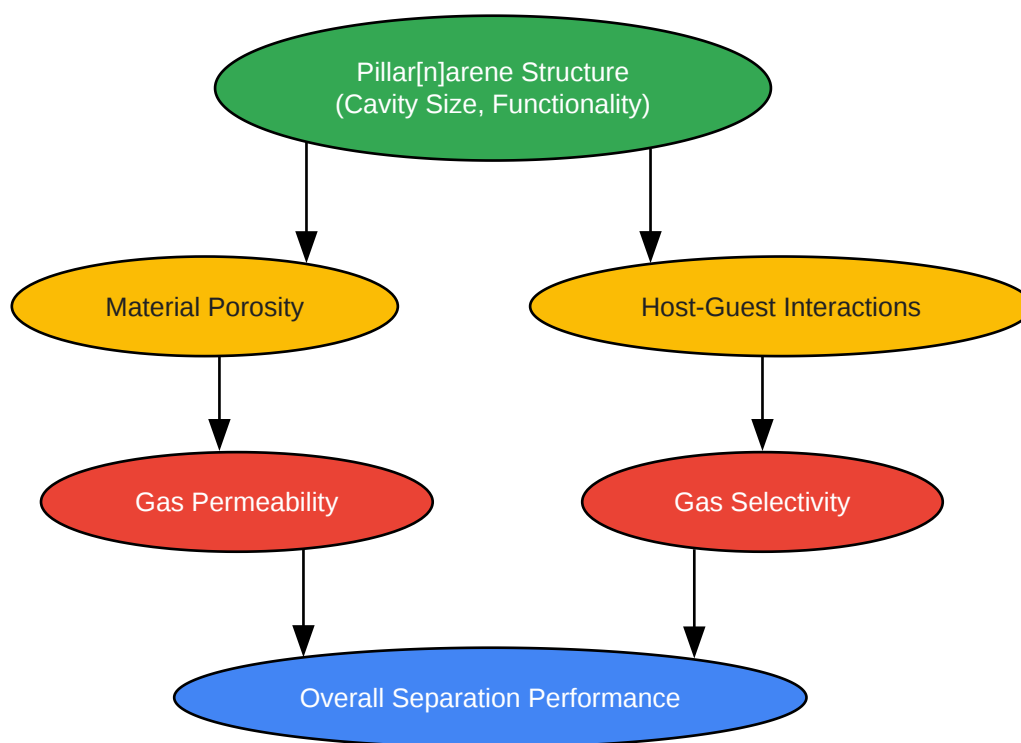 Pillar[n]arene Structure
(Cavity Size, Functionality)
Material Porosity
Host-Guest Interactions
Gas Permeability
Gas Selectivity
Overall Separation Performance